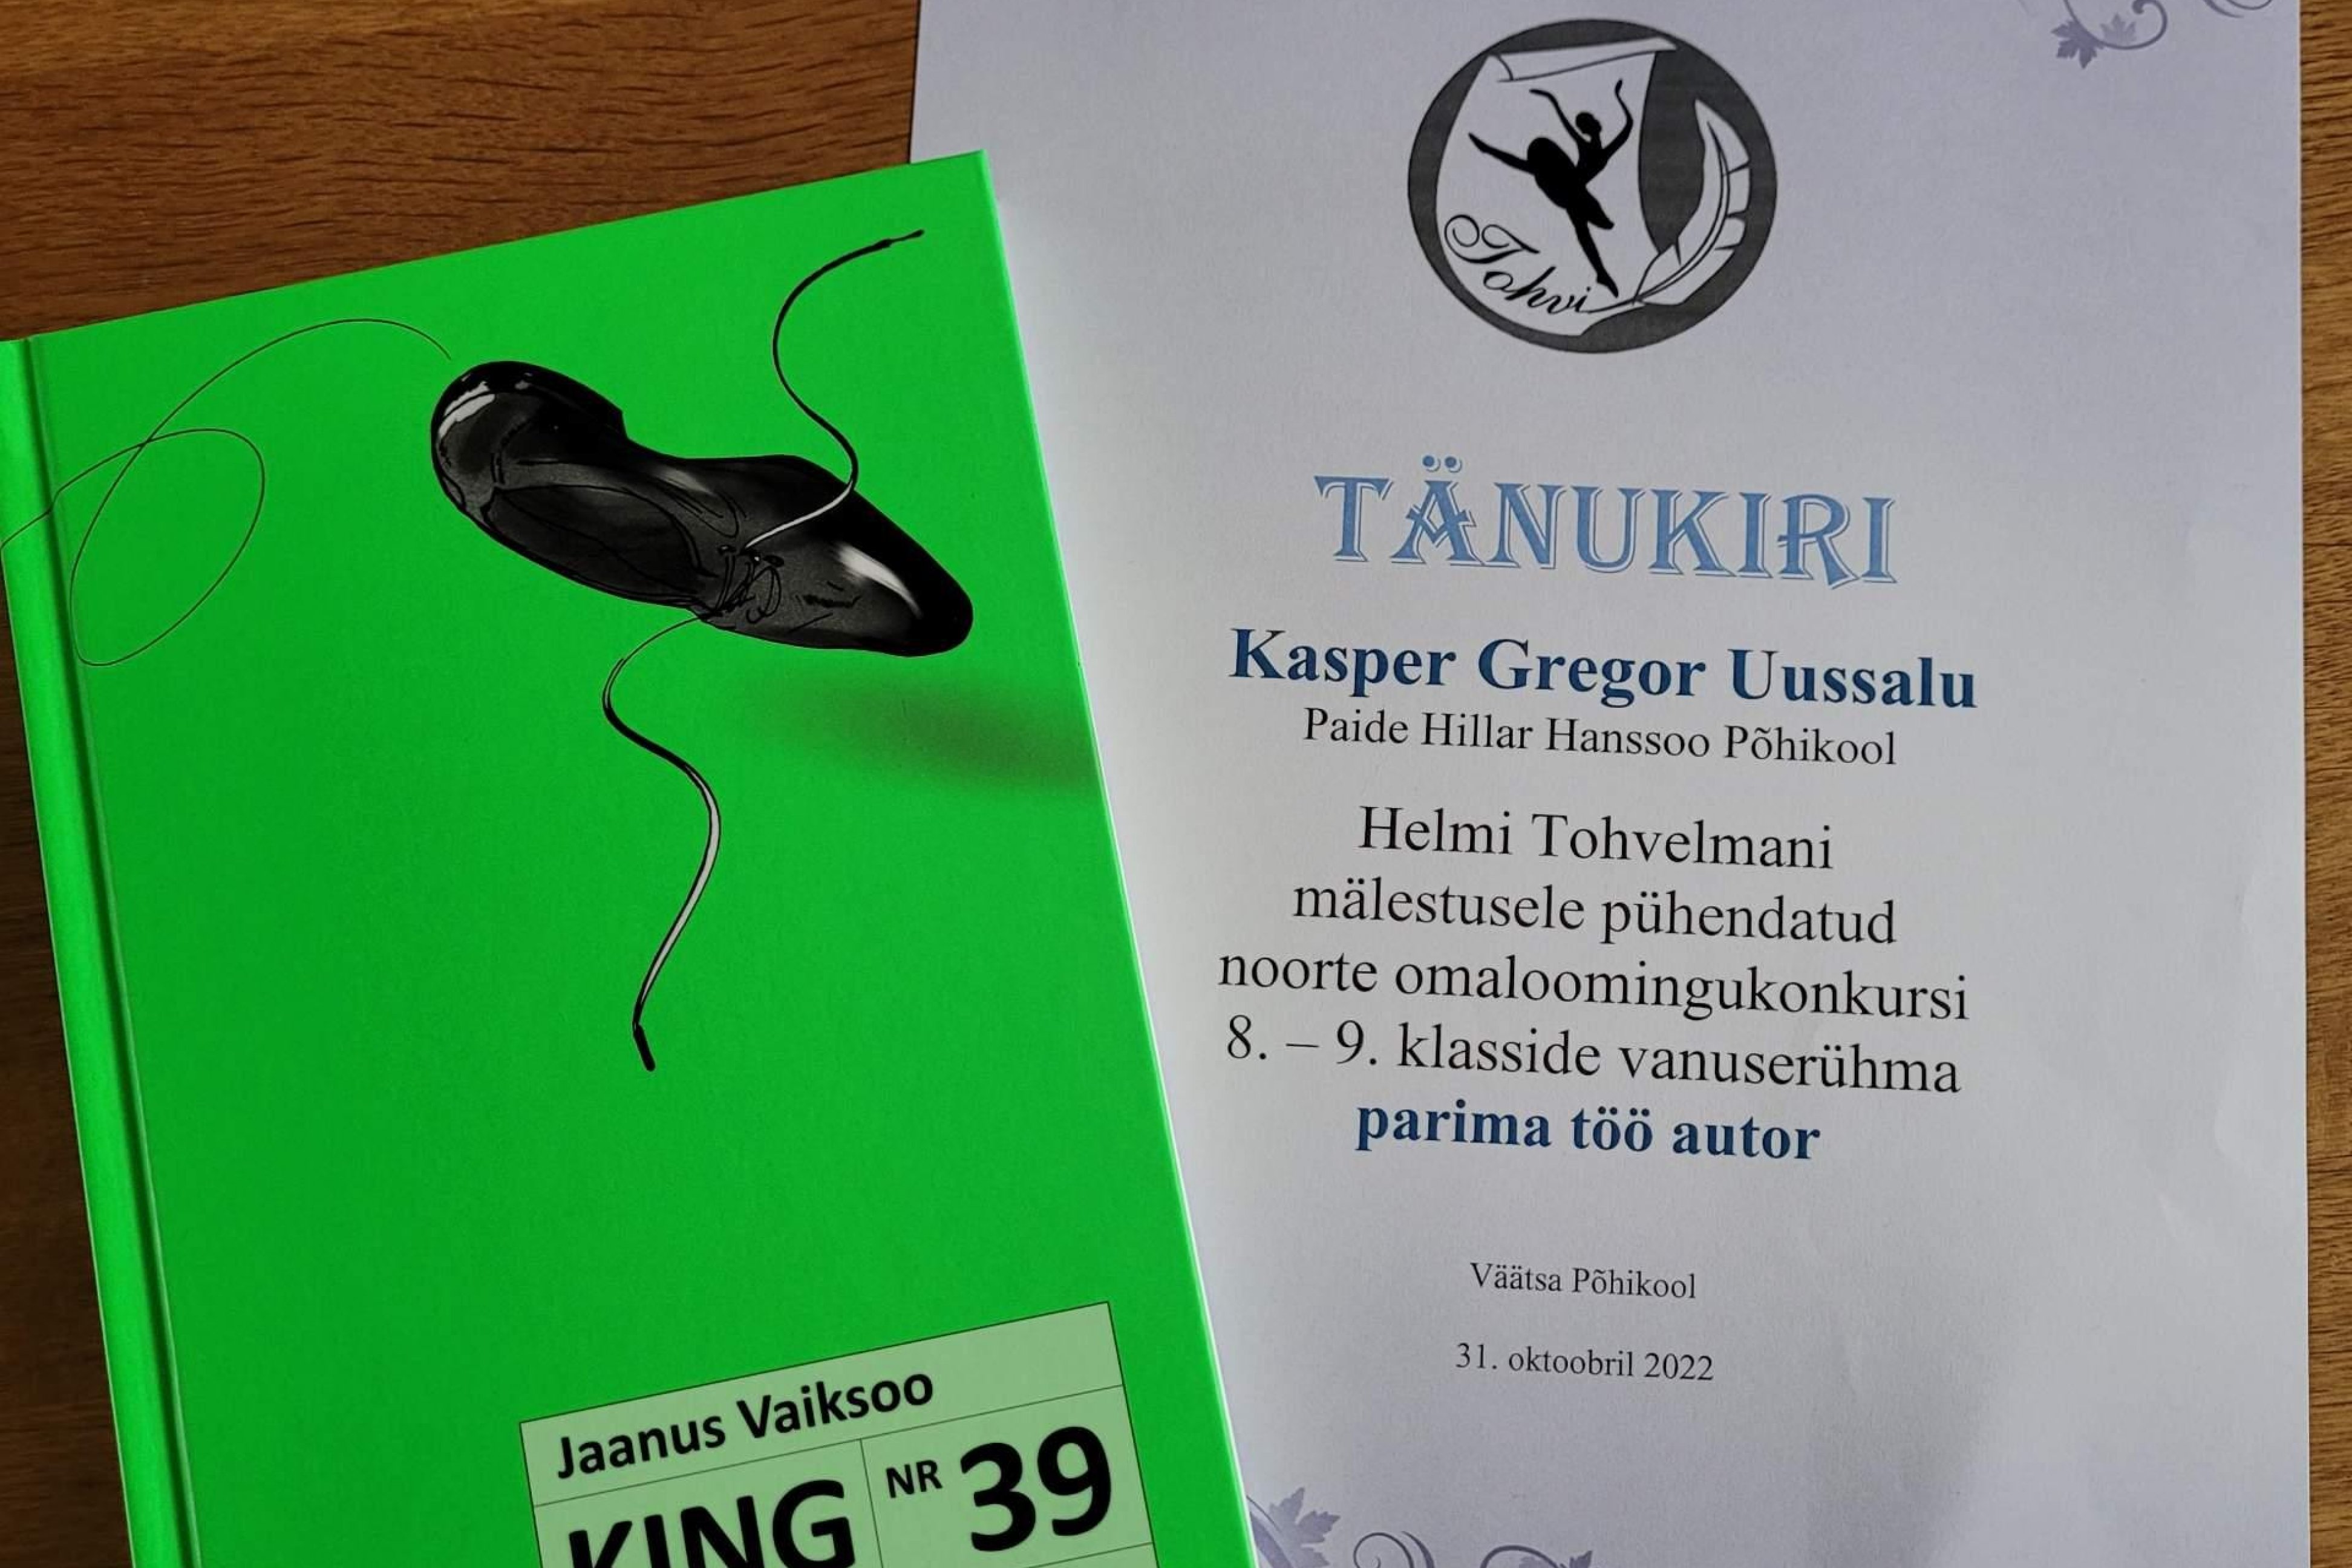 Tohvi
TÄNUKIRI
Kasper Gregor Uussalu
Paide Hillar Hanssoo Põhikool
Helmi Tohvelmani
mälestusele pühendatud
noorte omaloomingukonkursi
8. – 9. klasside vanuserühma
parima töö autor
Väätsa Põhikool
31. oktoobril 2022
Jaanus Vaiksoo
KING NR 39